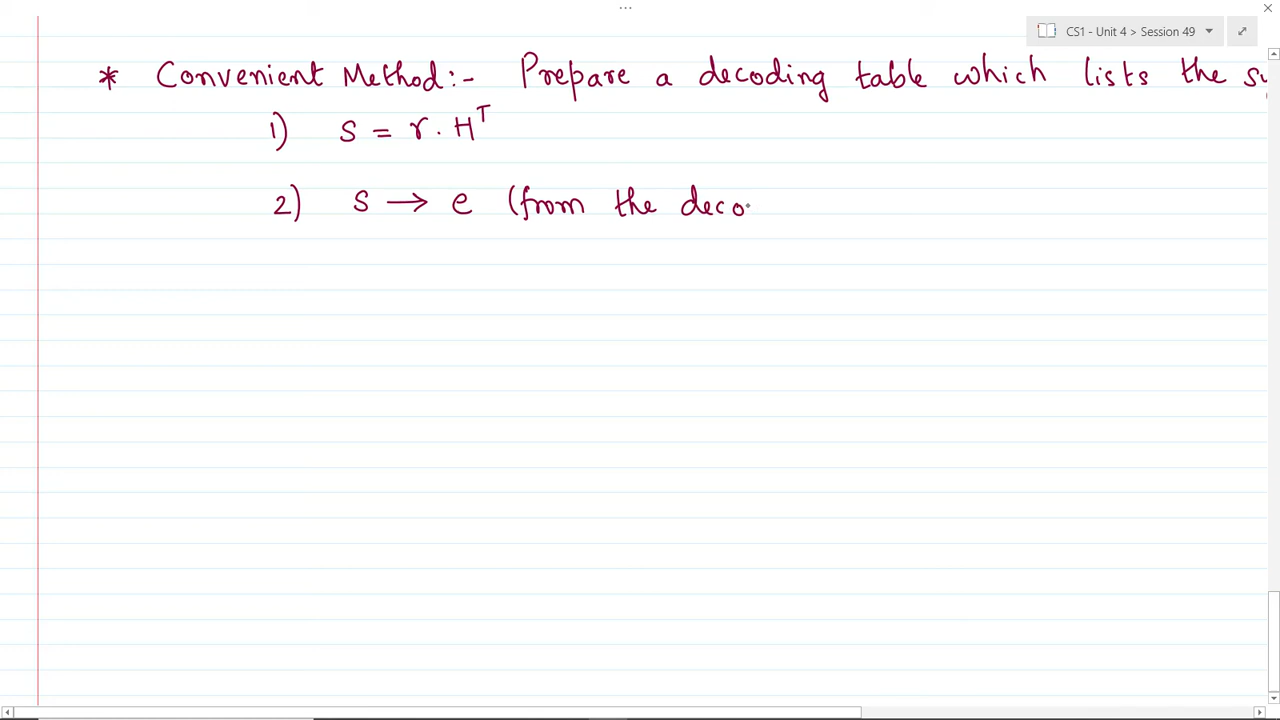 CS1 - Unit 4 > Session 49
* Convenient Method:- Prepare a decoding table which lists the
1) s = r. H^T
2) s → e (from the deco